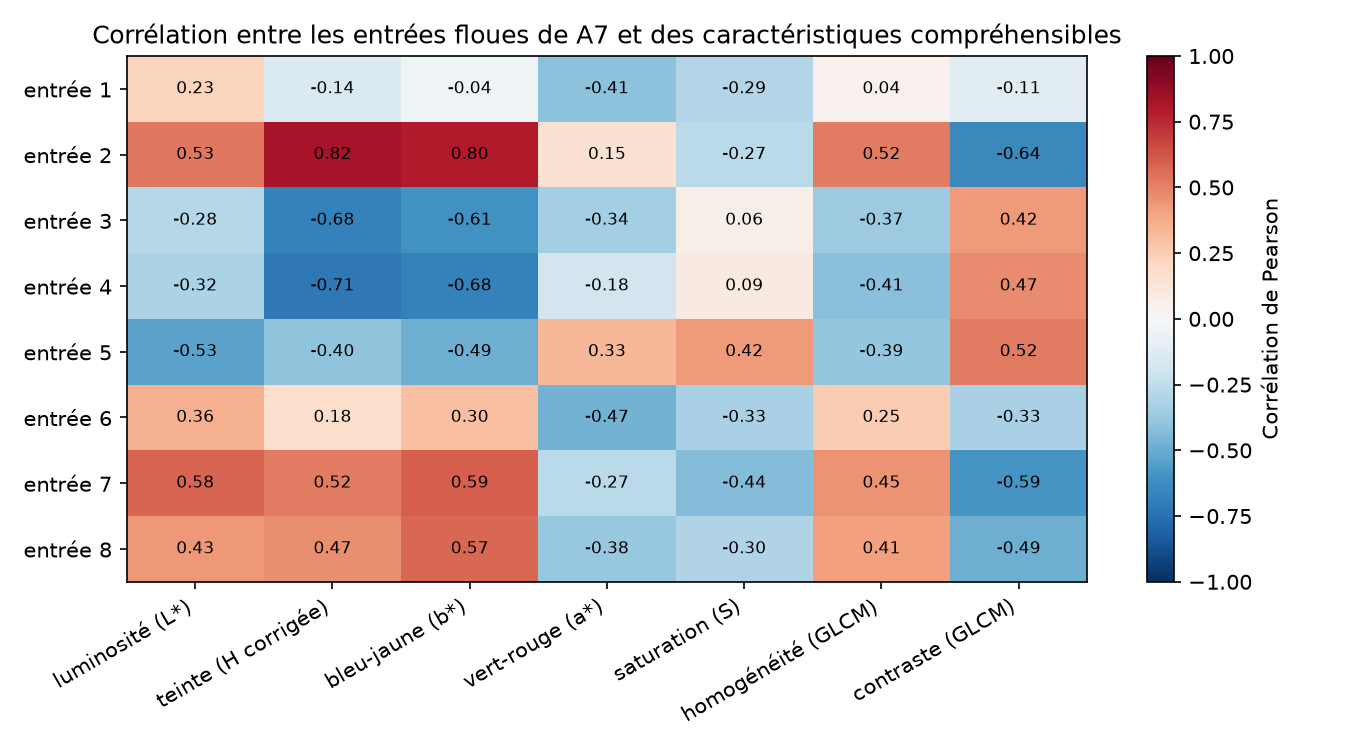 Corrélation entre les entrées floues de A7 et des caractéristiques compréhensibles
entrée 1 0.23 -0.14 -0.04 -0.41 -0.29 0.04 -0.11
entrée 2 0.53 0.82 0.80 0.15 -0.27 0.52 -0.64
entrée 3 -0.28 -0.68 -0.61 -0.34 0.06 -0.37 0.42
entrée 4 -0.32 -0.71 -0.68 -0.18 0.09 -0.41 0.47
entrée 5 -0.53 -0.40 -0.49 0.33 0.42 -0.39 0.52
entrée 6 0.36 0.18 0.30 -0.47 -0.33 0.25 -0.33
entrée 7 0.58 0.52 0.59 -0.27 -0.44 0.45 -0.59
entrée 8 0.43 0.47 0.57 -0.38 -0.30 0.41 -0.49
luminosité (L*)
teinte (H corrigée)
bleu-jaune (b*)
vert-rouge (a*)
saturation (S)
homogénéité (GLCM)
contraste (GLCM)
1.00
0.75
0.50
0.25
0.00
−0.25
−0.50
−0.75
−1.00
Corrélation de Pearson